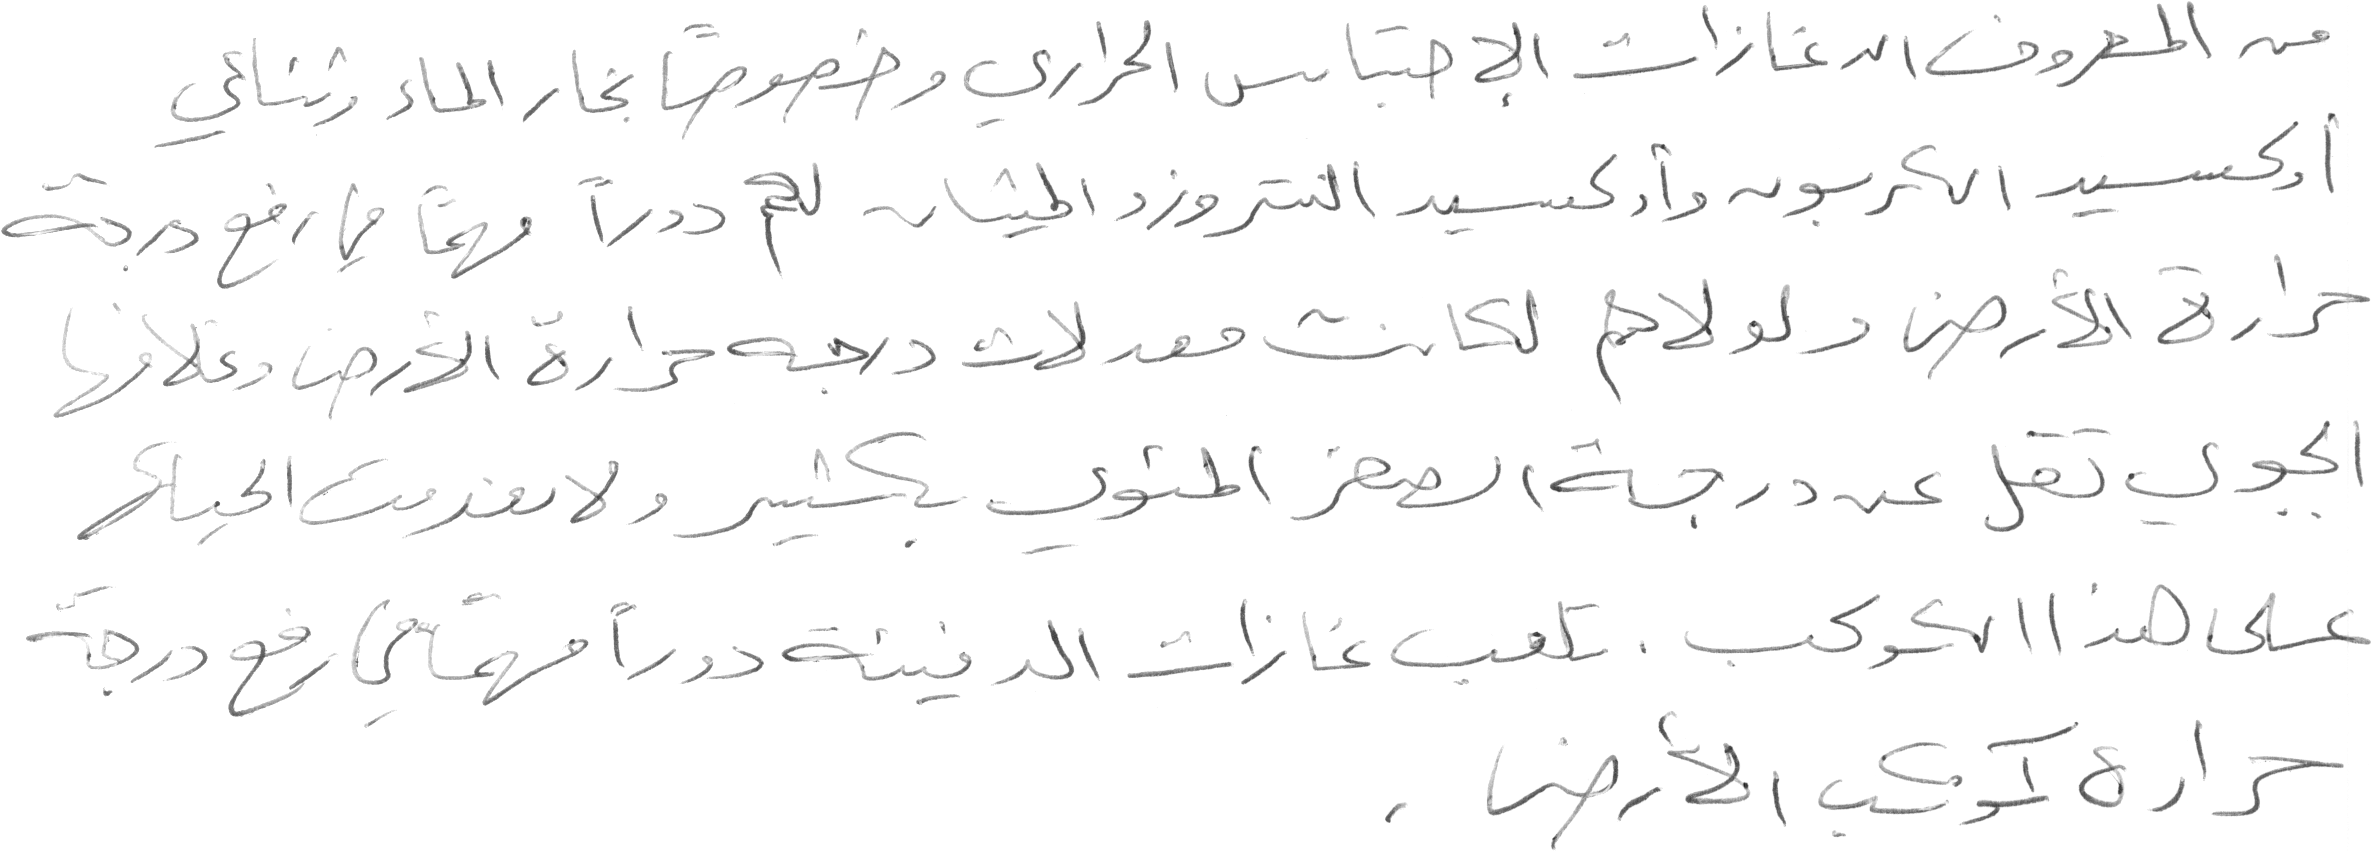 من المعروف ان غازات الإحتباس الحراري وخصوصاً بخار الماء وثنائي
أوكسيد الكربون وأوكسيد النتروز والميثان لهم دوراً مهماً في رفع درجة
حرارة الأرض ولولاهم لكانت معدلات درجه حرارة الأرض وغلافها
الجوي تقل عن درجة الصفر المئوي بكثير ولانعدمت الحياة
على هذا الكوكب . تلعب غازات الدفيئة دوراً مهماً في رفع درجة
حرارة كوكب الأرض .